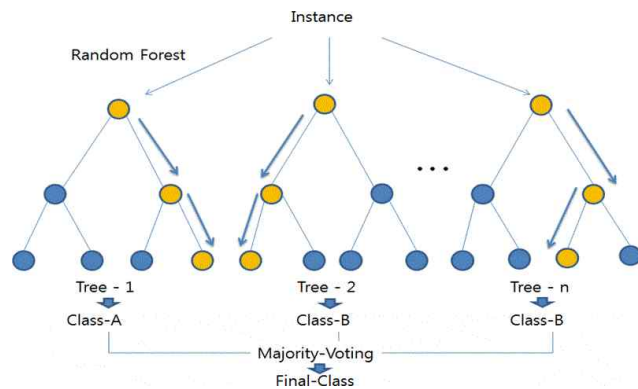 Instance
Random Forest
...
Tree - 1
Tree - 2
Tree - n
Class-A
Class-B
Class-B
Majority-Voting
Final-Class